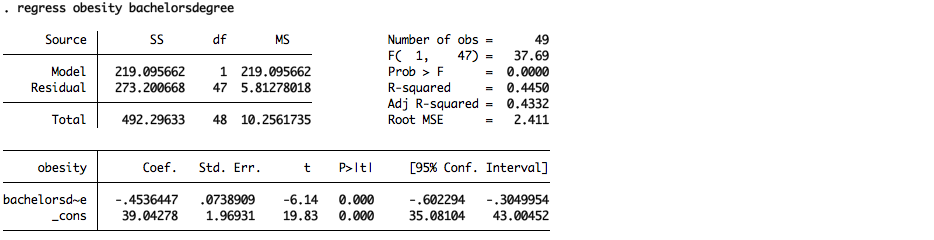 . regress obesity bachelorsdegree
Source SS df MS Number of obs = 49
F( 1, 47) = 37.69
Model 219.095662 1 219.095662 Prob > F = 0.0000
Residual 273.200668 47 5.81278018 R-squared = 0.4450
Adj R-squared = 0.4332
Total 492.29633 48 10.2561735 Root MSE = 2.411
obesity Coef. Std. Err. t P>|t| [95% Conf. Interval]
bachelorsd~e -.4536447 .0738909 -6.14 0.000 -.602294 -.3049954
_cons 39.04278 1.96931 19.83 0.000 35.08104 43.00452